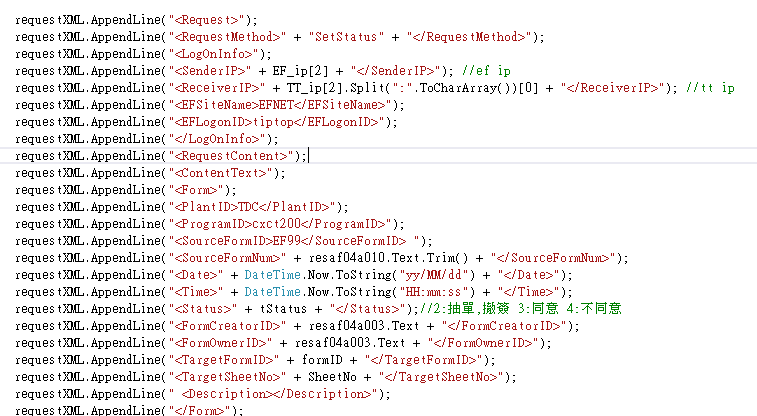 requestXML.AppendLine("<Request>");
requestXML.AppendLine("<RequestMethod>" + "SetStatus" + "</RequestMethod>");
requestXML.AppendLine("<LogOnInfo>");
requestXML.AppendLine("<SenderIP>" + EF_ip[2] + "</SenderIP>"); //ef ip
requestXML.AppendLine("<ReceiverIP>" + TT_ip[2].Split(":".ToCharArray())[0] + "</ReceiverIP>"); //tt ip
requestXML.AppendLine("<EFSiteName>EFNET</EFSiteName>");
requestXML.AppendLine("<EFLogonID>tiptop</EFLogonID>");
requestXML.AppendLine("</LogOnInfo>");
requestXML.AppendLine("<RequestContent>");
requestXML.AppendLine("<ContentText>");
requestXML.AppendLine("<Form>");
requestXML.AppendLine("<PlantID>TDC</PlantID>");
requestXML.AppendLine("<ProgramID>cxct200</ProgramID>");
requestXML.AppendLine("<SourceFormID>EF99</SourceFormID> ");
requestXML.AppendLine("<SourceFormNum>" + resaf04a010.Text.Trim() + "</SourceFormNum>");
requestXML.AppendLine("<Date>" + DateTime.Now.ToString("yy/MM/dd") + "</Date>");
requestXML.AppendLine("<Time>" + DateTime.Now.ToString("HH:mm:ss") + "</Time>");
requestXML.AppendLine("<Status>" + tStatus + "</Status>");//2:抽單,撤簽 3:同意 4:不同意
requestXML.AppendLine("<FormCreatorID>" + resaf04a003.Text + "</FormCreatorID>");
requestXML.AppendLine("<FormOwnerID>" + resaf04a003.Text + "</FormOwnerID>");
requestXML.AppendLine("<TargetFormID>" + formID + "</TargetFormID>");
requestXML.AppendLine("<TargetSheetNo>" + SheetNo + "</TargetSheetNo>");
requestXML.AppendLine(" <Description></Description>");
requestXML.AppendLine("</Form>");